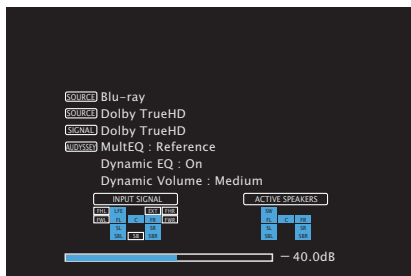 SOURCE Blu-ray
SOURCE Dolby TrueHD
SIGNAL Dolby TrueHD
AUDYSSEY MultEQ : Reference
Dynamic EQ : On
Dynamic Volume : Medium
INPUT SIGNAL ACTIVE SPEAKERS
FHL LFE EXT FHR SW
FWL FL C FR FWR FL C FR
SL SR SL SR
SBL SB SBR SBL SBR
-40.0dB